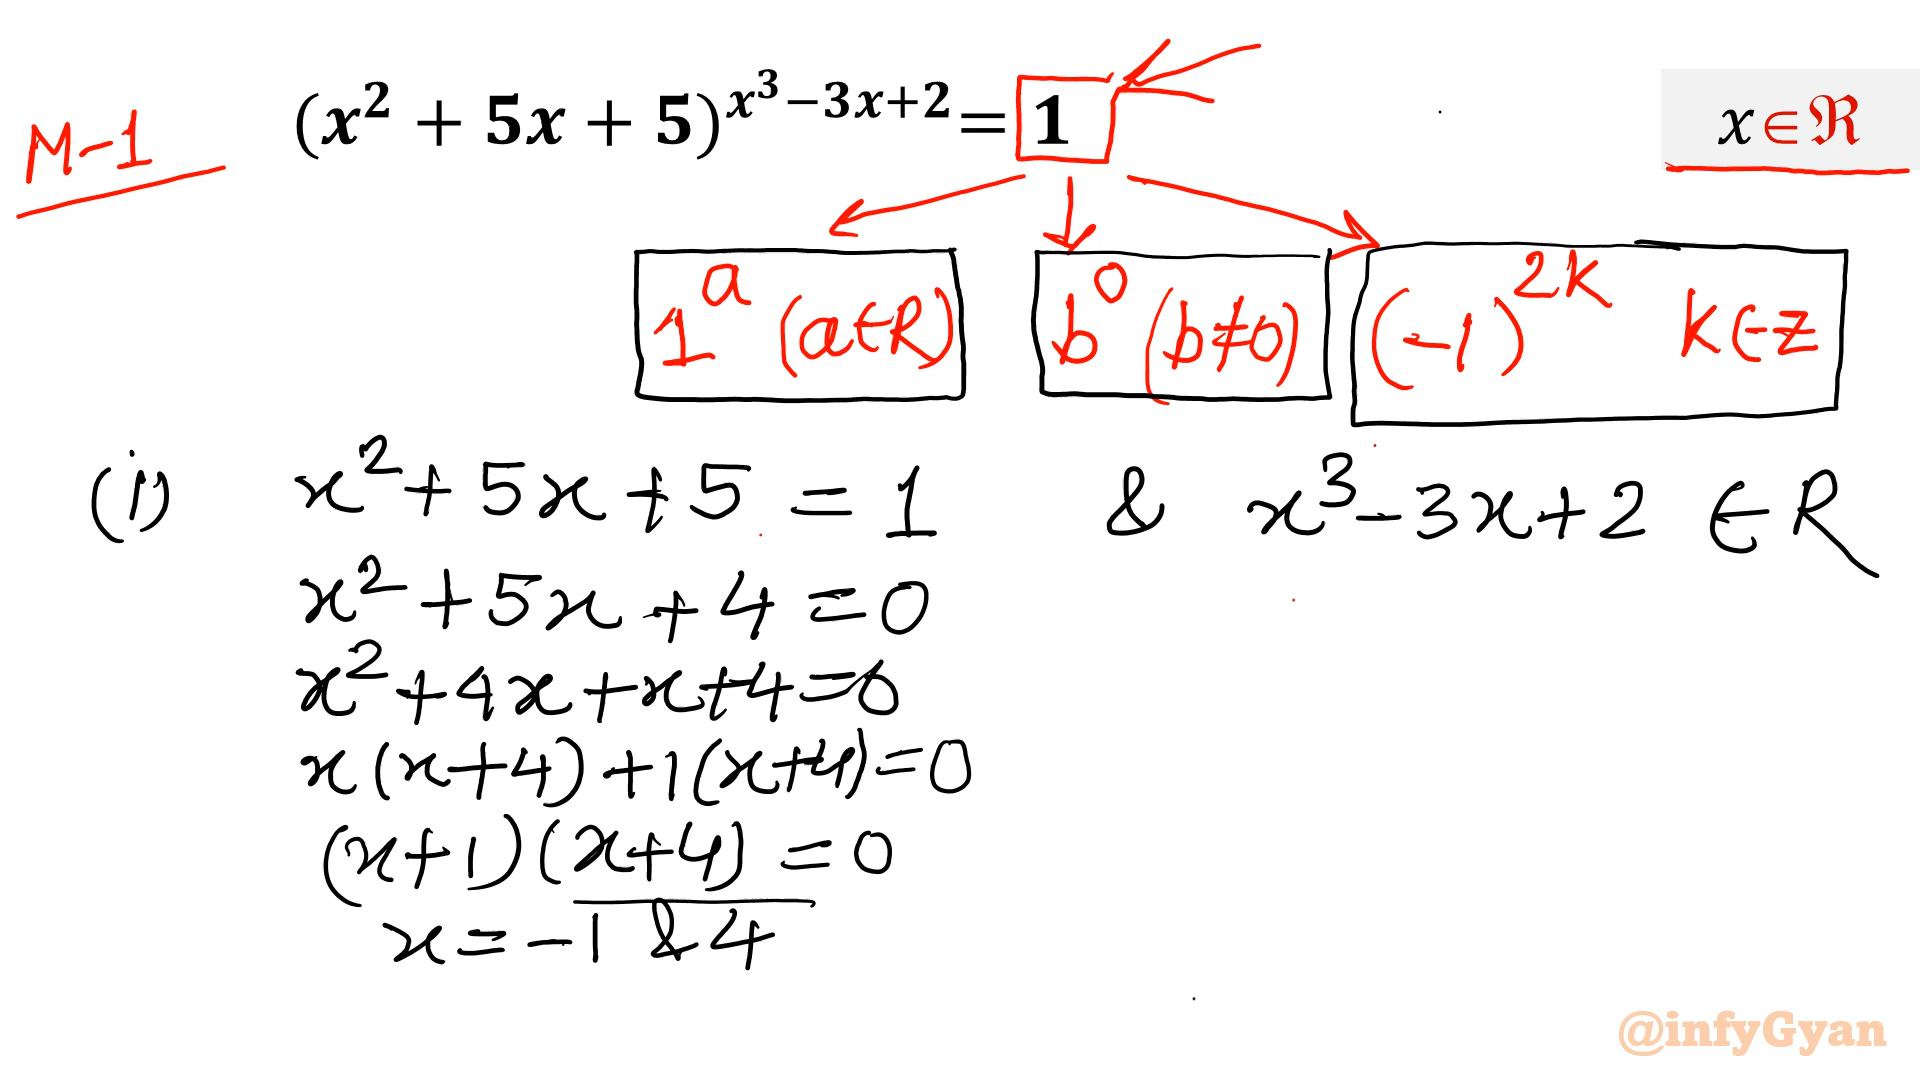 (x² + 5x + 5)^(x³−3x+2) = 1
x∈ℜ
M-1
1^a (a∈R)
b^0 (b≠0)
(-1)^2K K∈z
(i) x² + 5x + 5 = 1 & x³ - 3x + 2 ∈ R
x² + 5x + 4 = 0
x² + 4x + x + 4 = 0
x(x+4) + 1(x+4) = 0
(x+1)(x+4) = 0
x = -1 & 4
@infyGyan